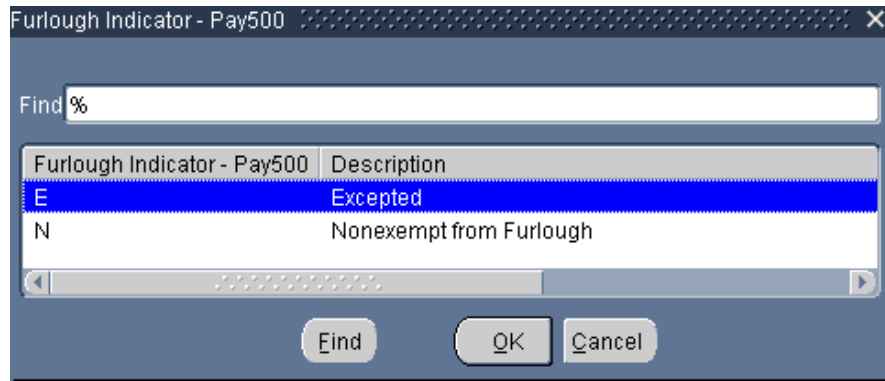 Furlough Indicator - Pay500
Find %
Furlough Indicator - Pay500 Description
E Excepted
N Nonexempt from Furlough
Find OK Cancel